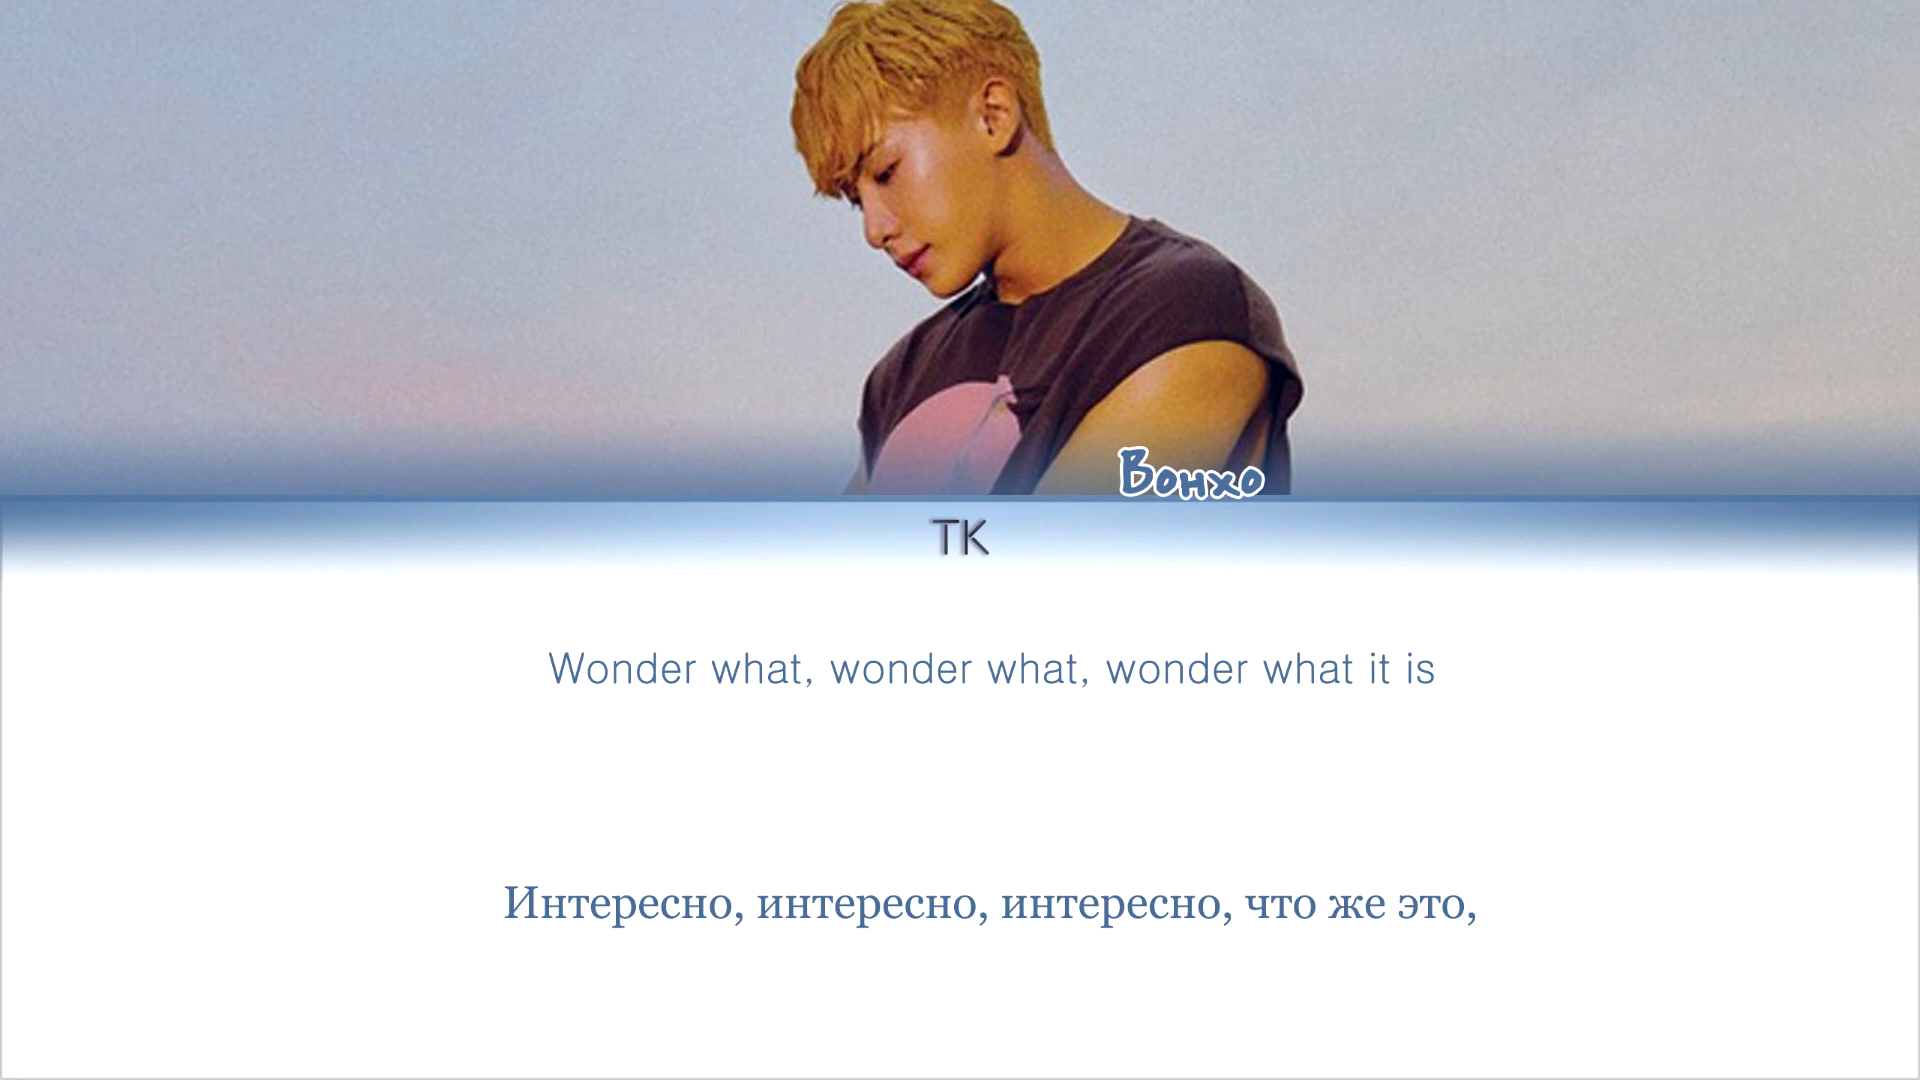 Вонхо
TK
Wonder what, wonder what, wonder what it is
Интересно, интересно, интересно, что же это,